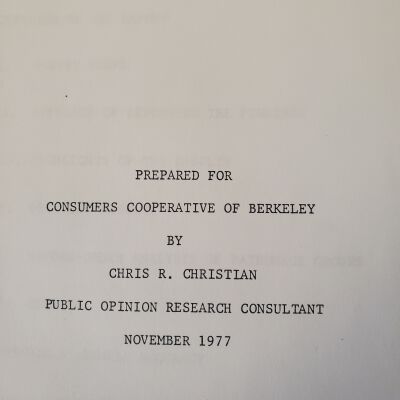 PREPARED FOR
CONSUMERS COOPERATIVE OF BERKELEY
BY
CHRIS R. CHRISTIAN
PUBLIC OPINION RESEARCH CONSULTANT
NOVEMBER 1977